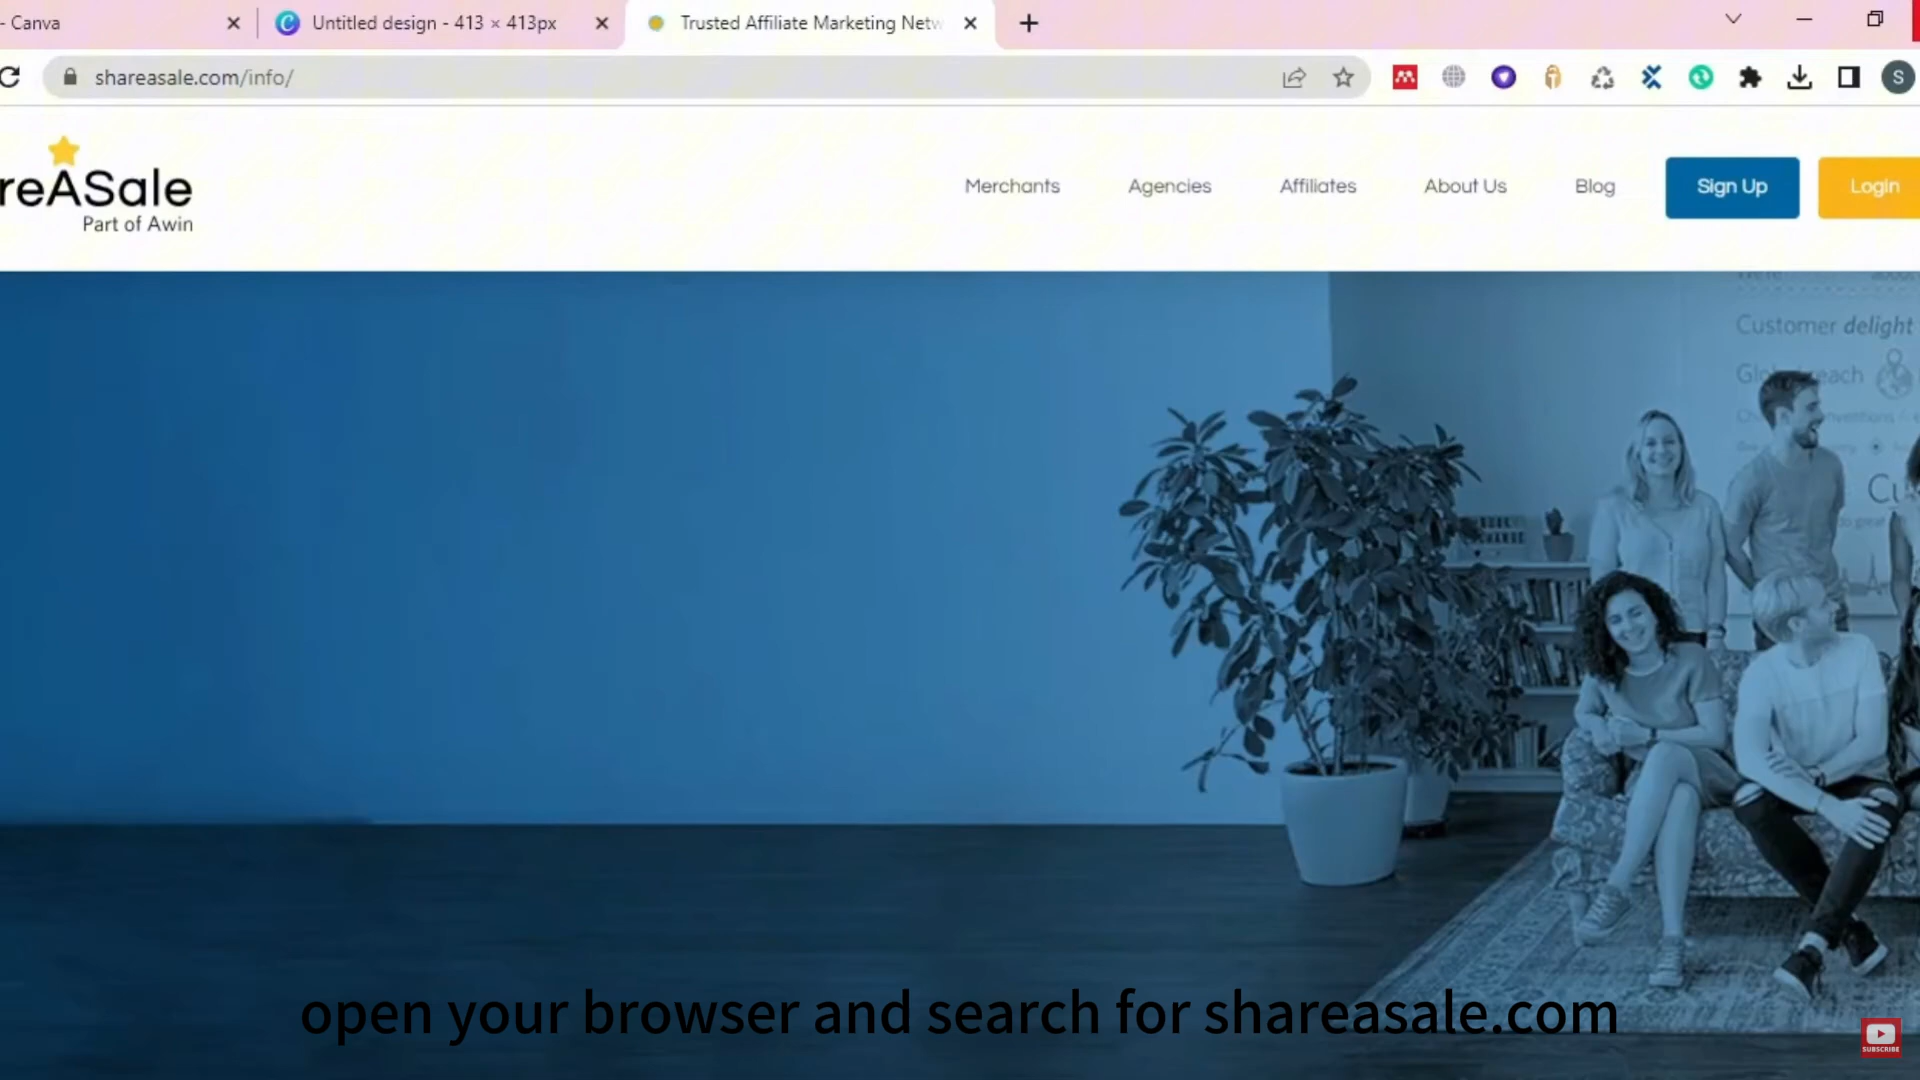 - Canva
Untitled design - 413 × 413px
Trusted Affiliate Marketing Netw
shareasale.com/info/
S
reASale
Part of Awin
Merchants
Agencies
Affiliates
About Us
Blog
Sign Up
Login
Customer delight
open your browser and search for shareasale.com
SUBSCRIBE